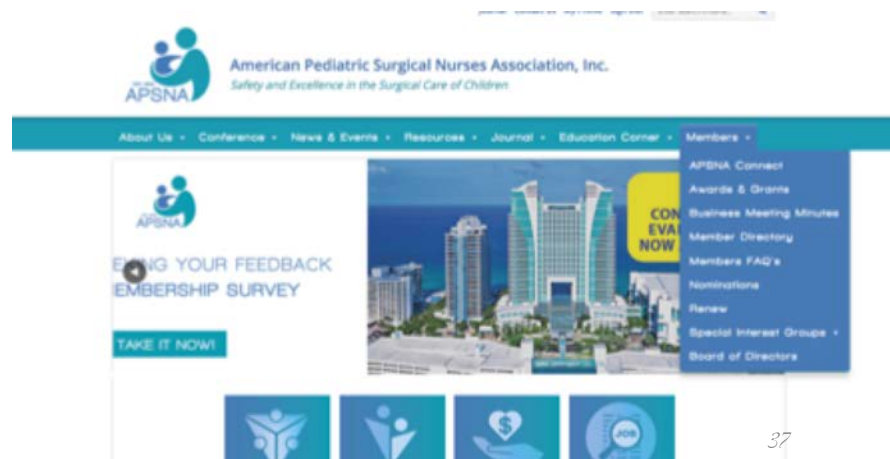 American Pediatric Surgical Nurses Association, Inc.
Safety and Excellence in the Surgical Care of Children
APSNA
About Us Conference News & Events Resources Journal Education Corner Members
APSNA Connect
Awards & Grants
Business Meeting Minutes
Member Directory
Members FAQ's
Nominations
Renew
Special Interest Groups
Board of Directors
APSNA
CON
EVAL
NOW
YOUR FEEDBACK
EMBERSHIP SURVEY
TAKE IT NOW!
$
JOB
37